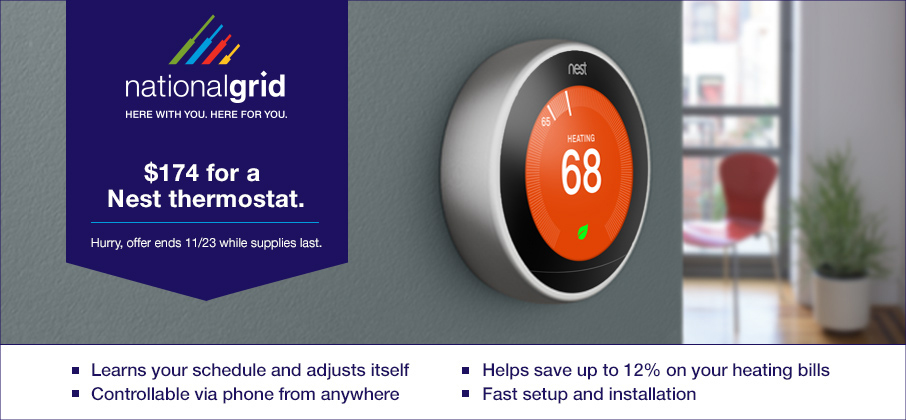 nationalgrid
HERE WITH YOU. HERE FOR YOU.
$174 for a
Nest thermostat.
Hurry, offer ends 11/23 while supplies last.
nest
65
HEATING
68
Learns your schedule and adjusts itself
Controllable via phone from anywhere
Helps save up to 12% on your heating bills
Fast setup and installation